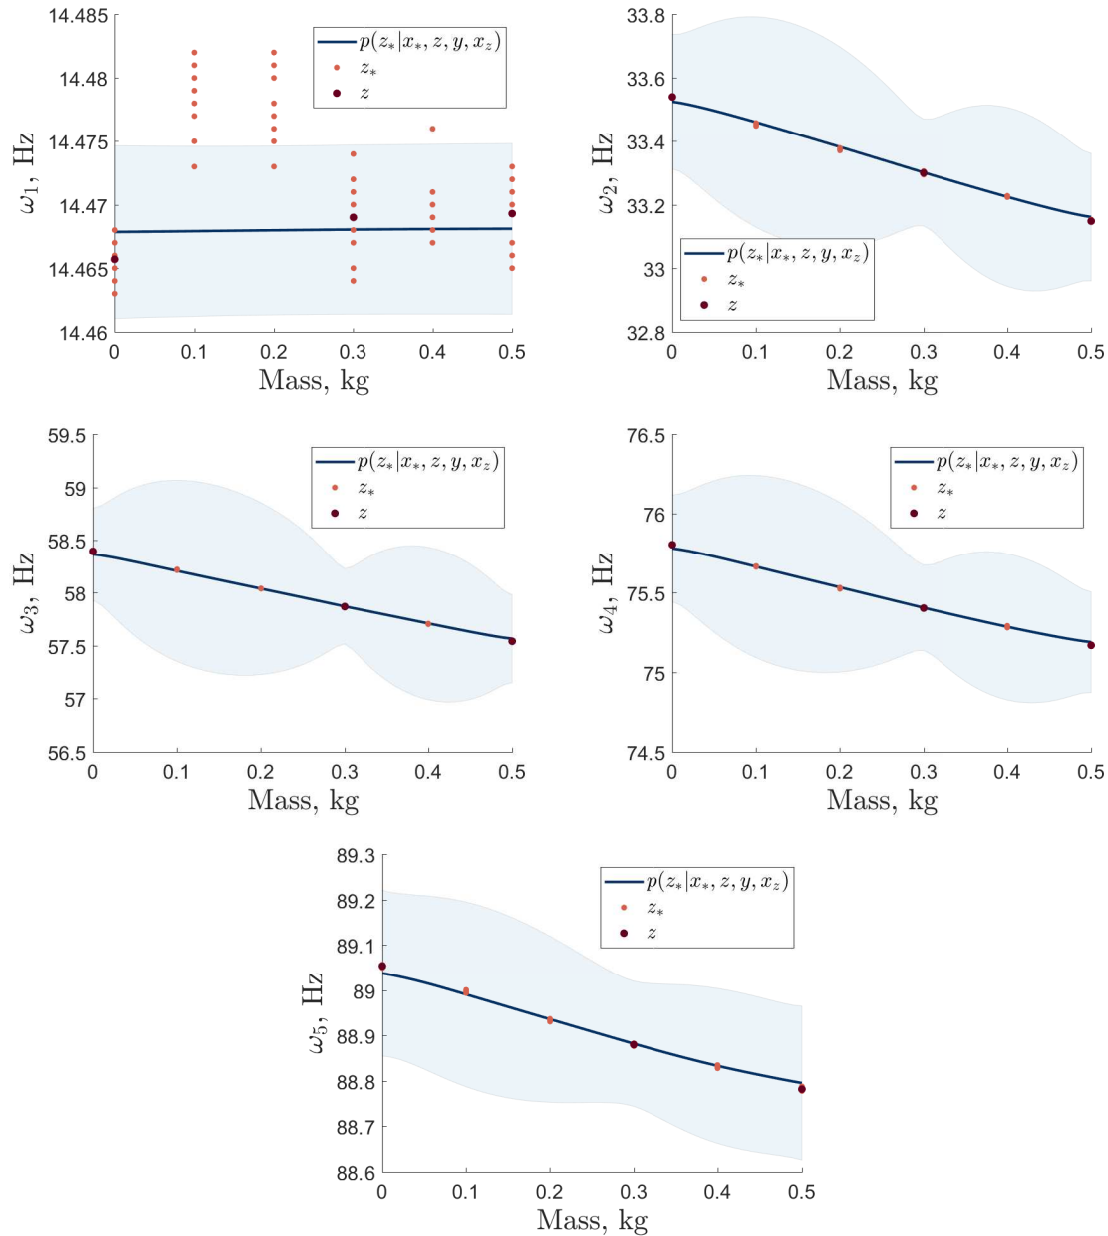 14.485
14.48
14.475
14.47
14.465
14.46
ω₁, Hz
p(z∗|x∗, z, y, x_z)
z∗
z
0 0.1 0.2 0.3 0.4 0.5
Mass, kg
33.8
33.6
33.4
33.2
33
32.8
ω₂, Hz
p(z∗|x∗, z, y, x_z)
z∗
z
0 0.1 0.2 0.3 0.4 0.5
Mass, kg
59.5
59
58.5
58
57.5
57
56.5
ω₃, Hz
p(z∗|x∗, z, y, x_z)
z∗
z
0 0.1 0.2 0.3 0.4 0.5
Mass, kg
76.5
76
75.5
75
74.5
ω₄, Hz
p(z∗|x∗, z, y, x_z)
z∗
z
0 0.1 0.2 0.3 0.4 0.5
Mass, kg
89.3
89.2
89.1
89
88.9
88.8
88.7
88.6
ω₅, Hz
p(z∗|x∗, z, y, x_z)
z∗
z
0 0.1 0.2 0.3 0.4 0.5
Mass, kg